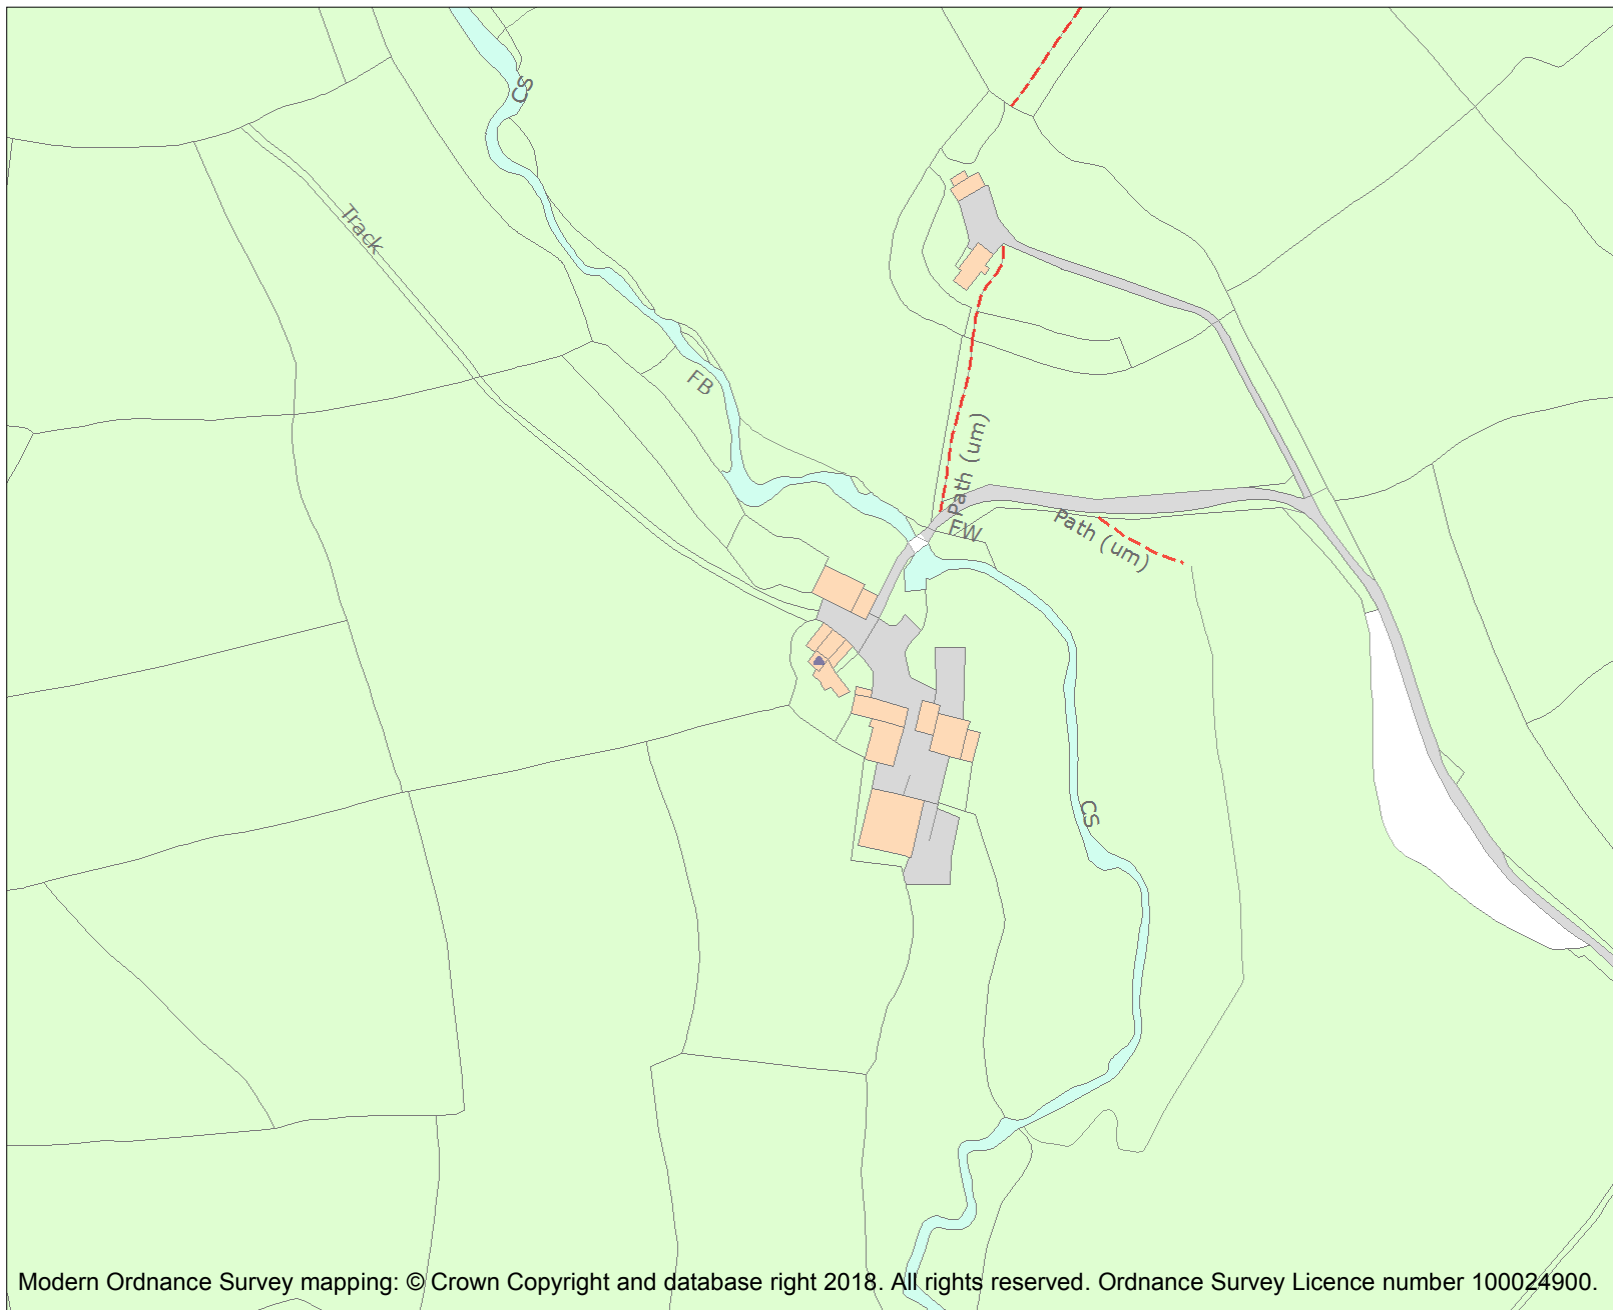 CS
Track
FB
Path (um)
FW
Path (um)
CS
Modern Ordnance Survey mapping: © Crown Copyright and database right 2018. All rights reserved. Ordnance Survey Licence number 100024900.